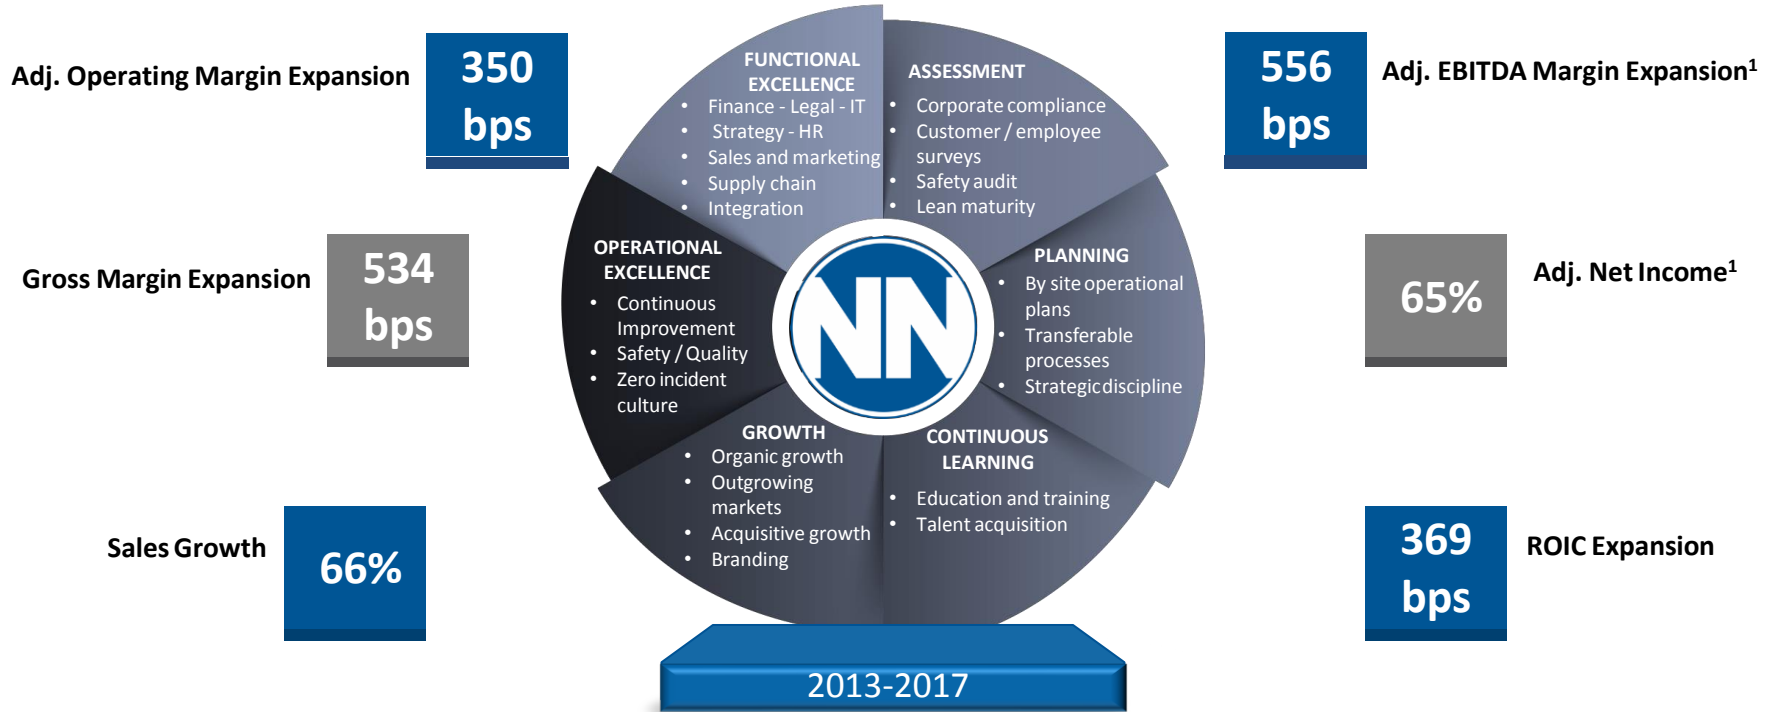 Adj. Operating Margin Expansion
350
bps
Gross Margin Expansion
534
bps
Sales Growth
66%
FUNCTIONAL
EXCELLENCE
• Finance - Legal - IT
• Strategy - HR
• Sales and marketing
• Supply chain
• Integration
ASSESSMENT
• Corporate compliance
• Customer / employee
surveys
• Safety audit
• Lean maturity
OPERATIONAL
EXCELLENCE
• Continuous
Improvement
• Safety / Quality
• Zero incident
culture
NN
PLANNING
• By site operational
plans
• Transferable
processes
• Strategic discipline
GROWTH
• Organic growth
• Outgrowing
markets
• Acquisitive growth
• Branding
CONTINUOUS
LEARNING
• Education and training
• Talent acquisition
2013-2017
556
bps
Adj. EBITDA Margin Expansion¹
65%
Adj. Net Income¹
369
bps
ROIC Expansion